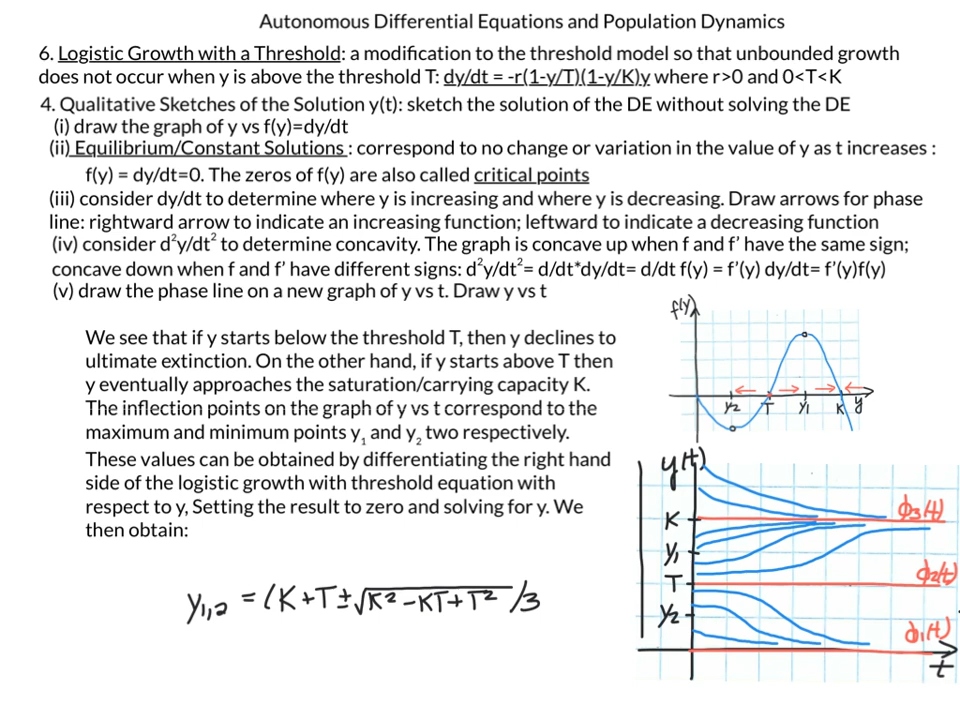 Autonomous Differential Equations and Population Dynamics
6. Logistic Growth with a Threshold: a modification to the threshold model so that unbounded growth
does not occur when y is above the threshold T: dy/dt = -r(1-y/T)(1-y/K)y where r>0 and 0<T<K
4. Qualitative Sketches of the Solution y(t): sketch the solution of the DE without solving the DE
(i) draw the graph of y vs f(y)=dy/dt
(ii) Equilibrium/Constant Solutions : correspond to no change or variation in the value of y as t increases :
f(y) = dy/dt=0. The zeros of f(y) are also called critical points
(iii) consider dy/dt to determine where y is increasing and where y is decreasing. Draw arrows for phase
line: rightward arrow to indicate an increasing function; leftward to indicate a decreasing function
(iv) consider d²y/dt² to determine concavity. The graph is concave up when f and f' have the same sign;
concave down when f and f' have different signs: d²y/dt²= d/dt*dy/dt= d/dt f(y) = f'(y) dy/dt= f'(y)f(y)
(v) draw the phase line on a new graph of y vs t. Draw y vs t
We see that if y starts below the threshold T, then y declines to
ultimate extinction. On the other hand, if y starts above T then
y eventually approaches the saturation/carrying capacity K.
The inflection points on the graph of y vs t correspond to the
maximum and minimum points y₁ and y₂ two respectively.
These values can be obtained by differentiating the right hand
side of the logistic growth with threshold equation with
respect to y, Setting the result to zero and solving for y. We
then obtain:
y₁,₂ = (K+T±√K²-KT+T² /3
f(y)
y₂ T y₁ K y
y(t)
K
ϕ₃(t)
y₁
T
ϕ₂(t)
y₂
ϕ₁(t)
t